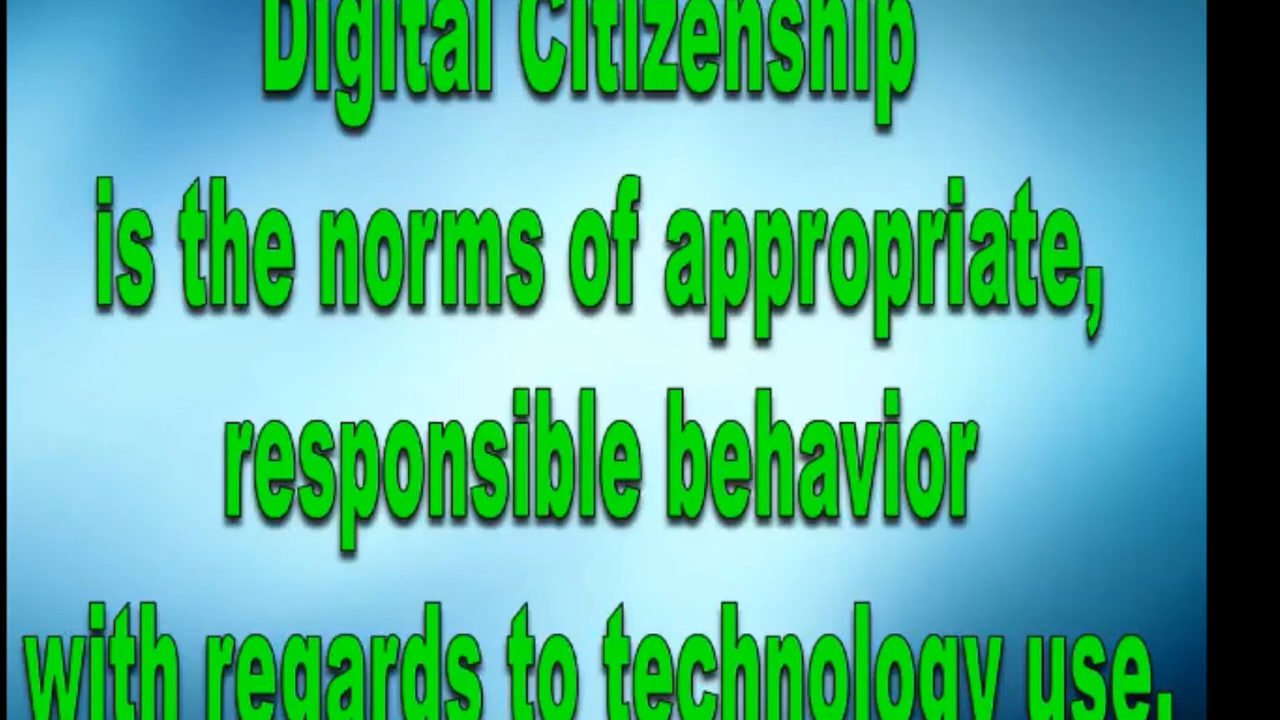 Digital Citizenship
is the norms of appropriate,
responsible behavior
with regards to technology use.